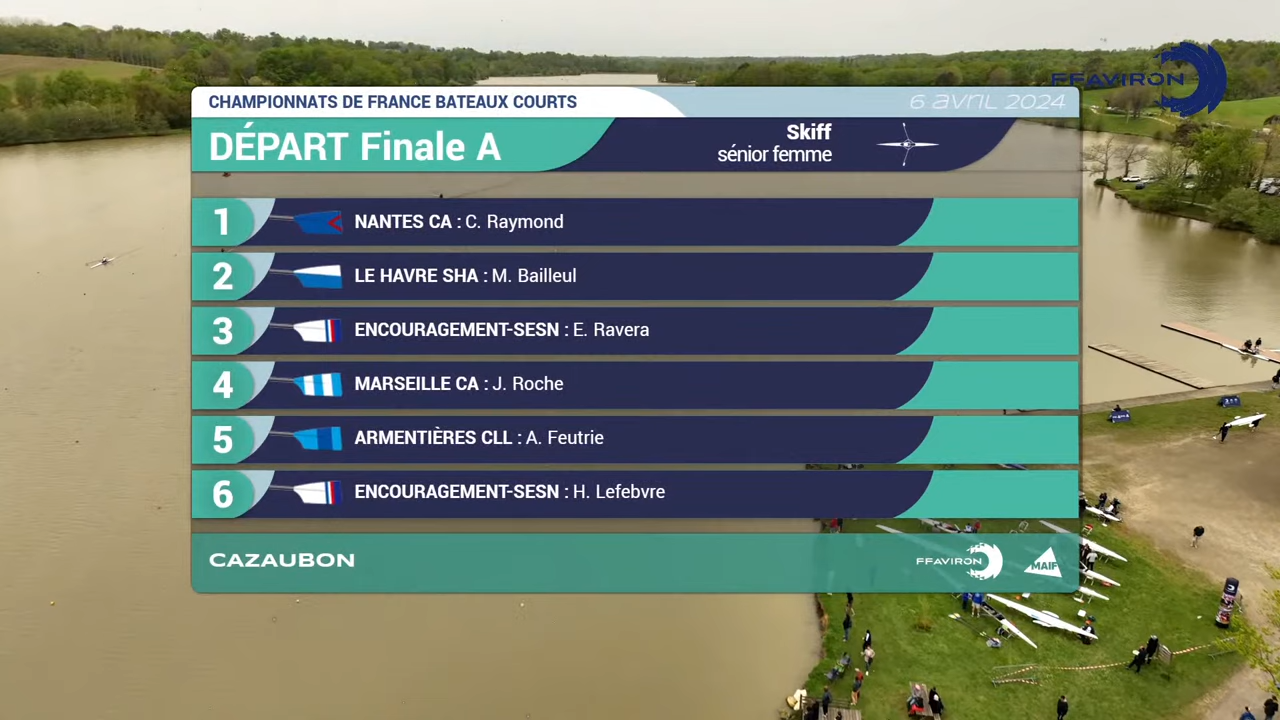 FFAVIRON
CHAMPIONNATS DE FRANCE BATEAUX COURTS
6 avril 2024
DÉPART Finale A
Skiff
sénior femme
1 NANTES CA : C. Raymond
2 LE HAVRE SHA : M. Bailleul
3 ENCOURAGEMENT-SESN : E. Ravera
4 MARSEILLE CA : J. Roche
5 ARMENTIÈRES CLL : A. Feutrie
6 ENCOURAGEMENT-SESN : H. Lefebvre
CAZAUBON
FFAVIRON
MAIF